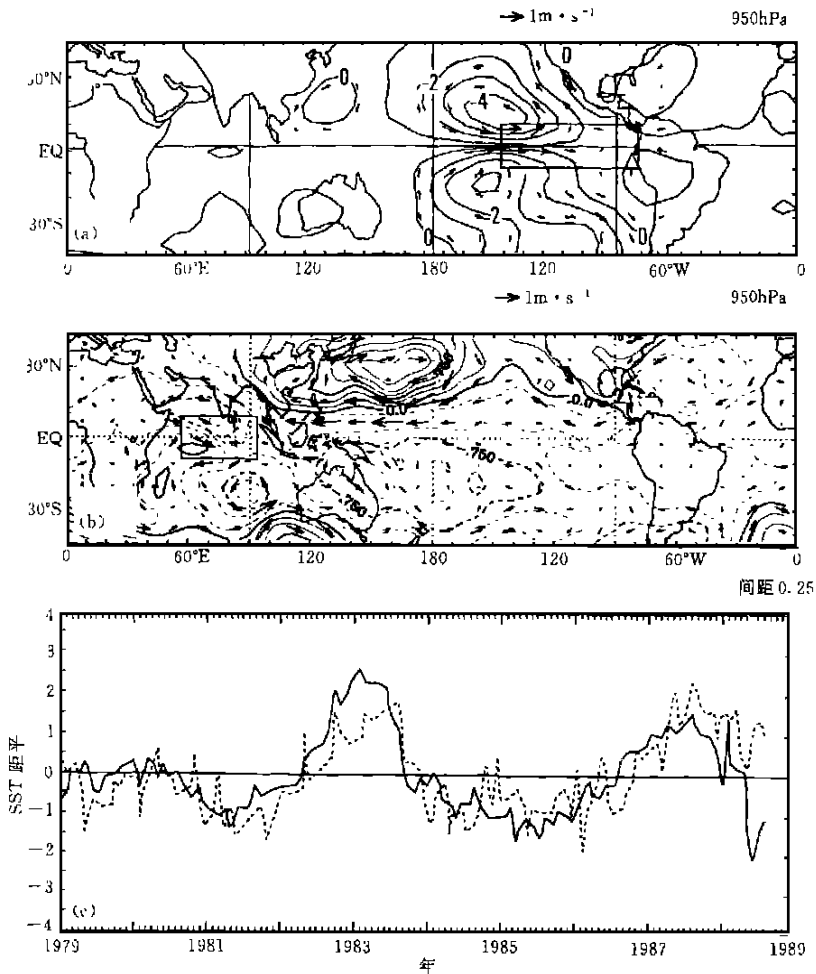 1m·s⁻¹ 950hPa
0
0
-2
-4
30°N
EQ
30°S
-2
0
0
(a)
0 60°E 120 180 120 60°W 0
1m·s⁻¹ 950hPa
30°N
0.0
0.0
EQ
.750
.750
30°S
(b)
0 60°E 120 180 120 60°W 0
间距 0.25
4
3
2
1
0
-1
-2
-3
-4
SST 距平
(c)
1979 1981 1983 1985 1987 1989
年